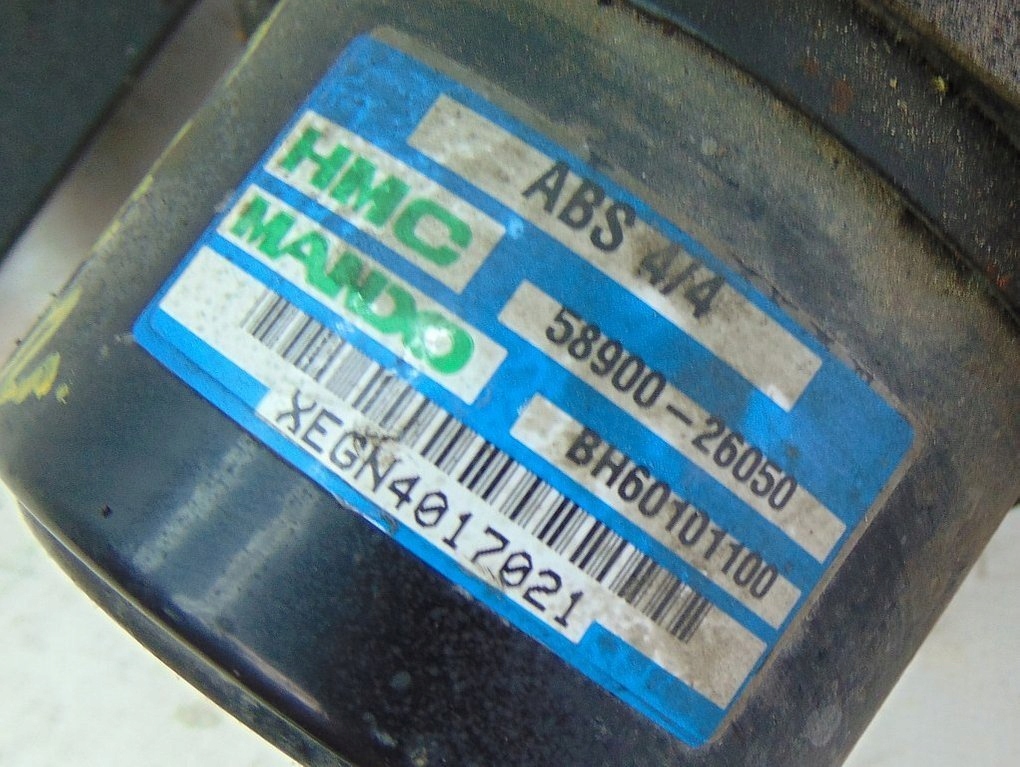 ABS 4/4
HMC
58900-26050
MANDO
BH60101100
XEGN4017021